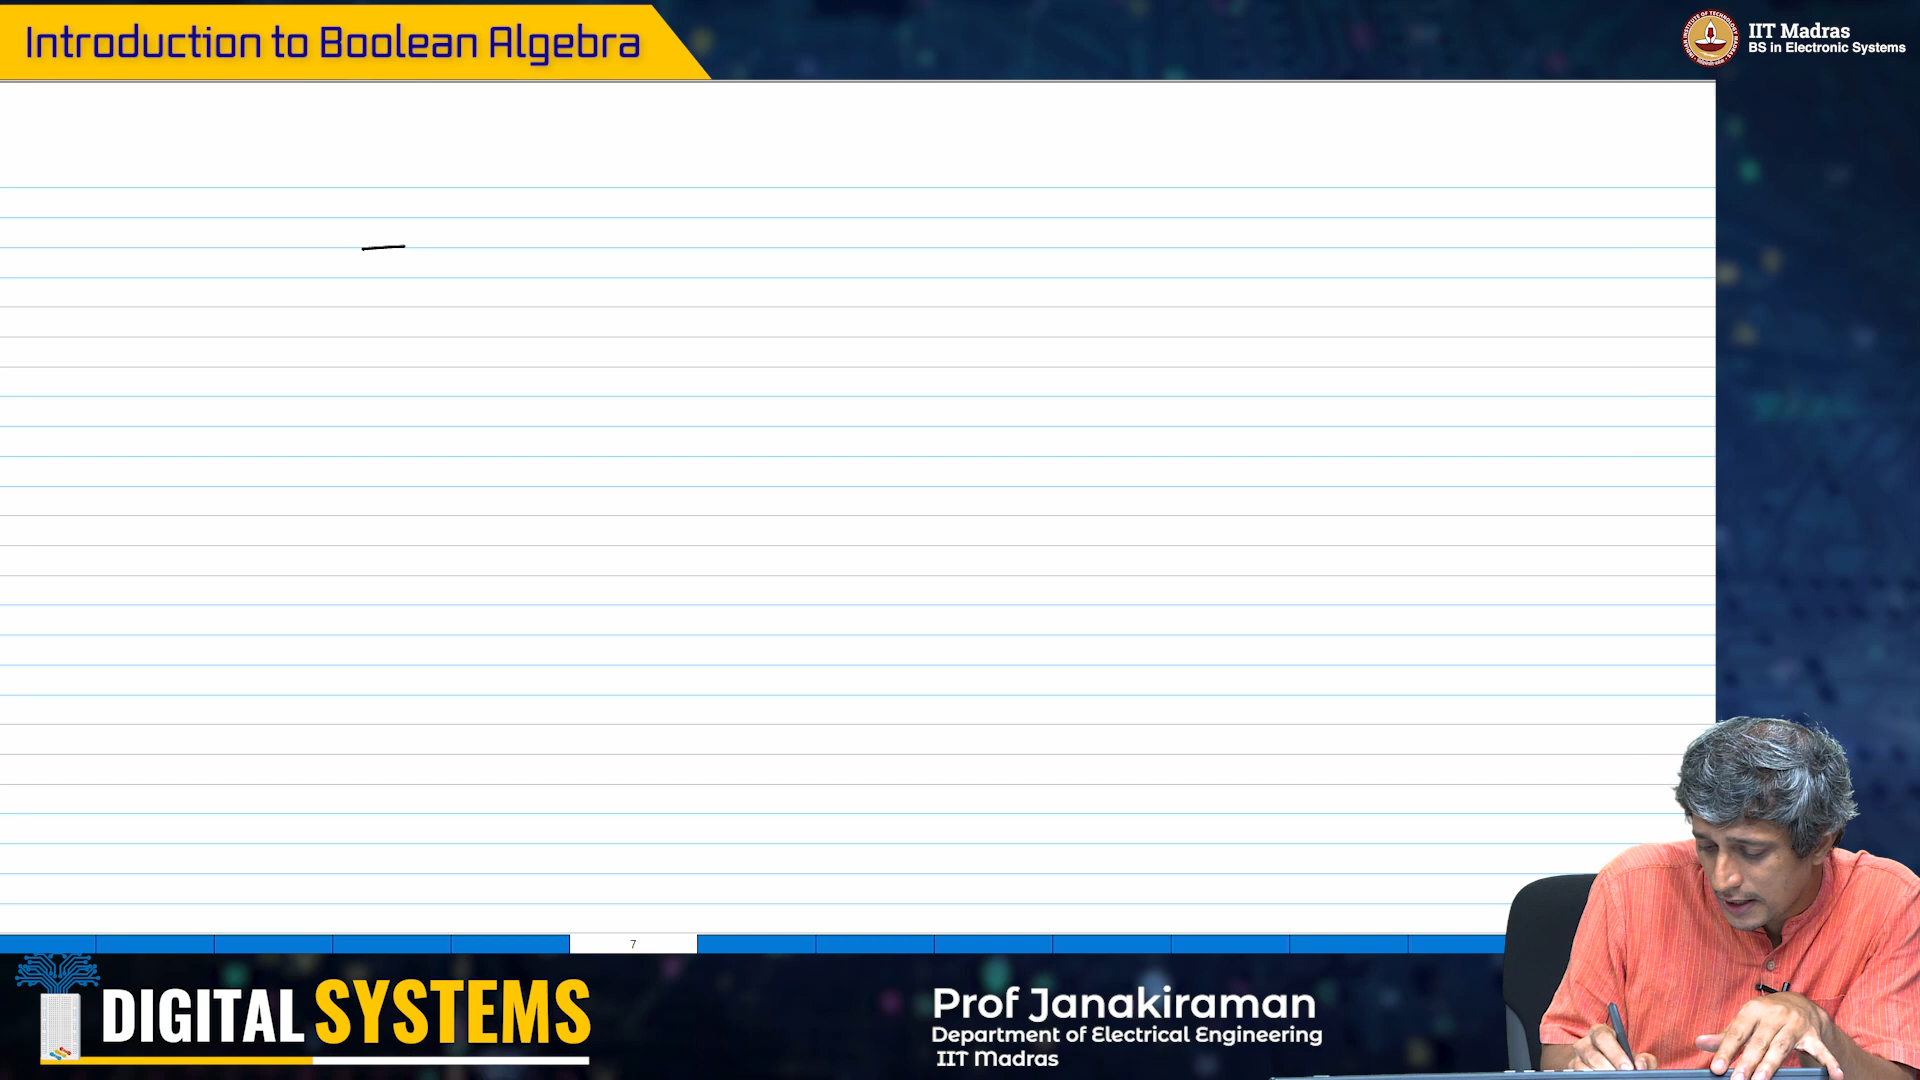 Introduction to Boolean Algebra
IIT Madras
BS in Electronic Systems
7
DIGITAL SYSTEMS
Prof Janakiraman
Department of Electrical Engineering
IIT Madras